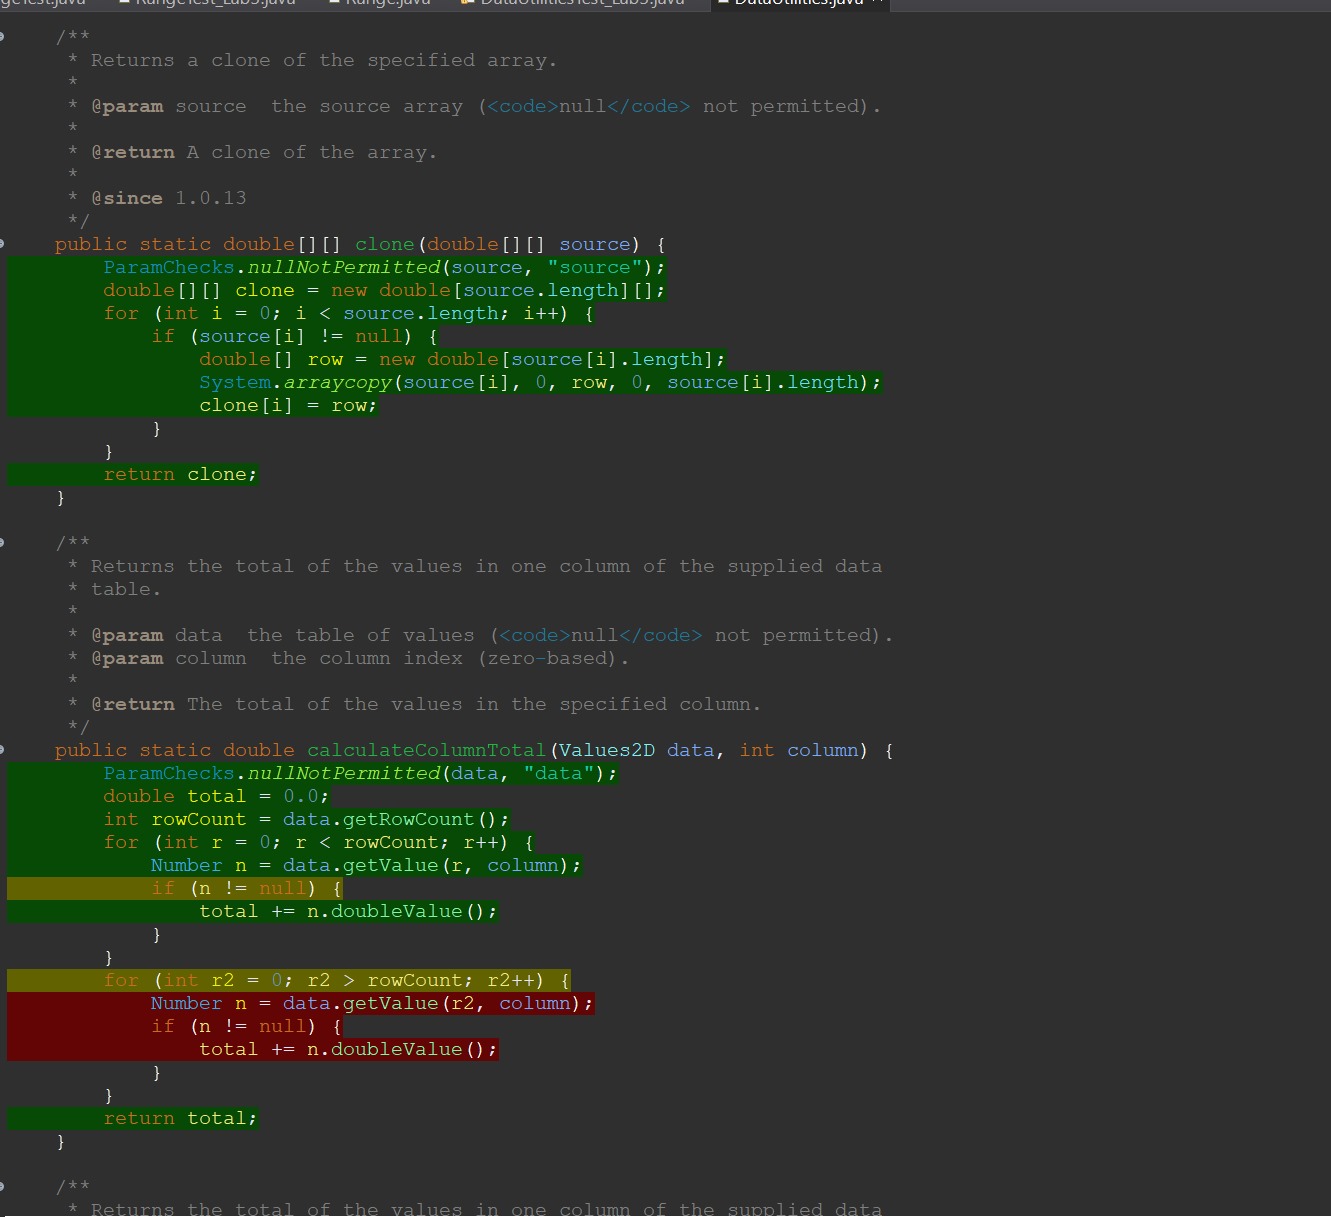 geTest.java RangeTest_Lab3.java Range.java DataUtilitiesTest_Lab3.java DataUtilities.java
/**
* Returns a clone of the specified array.
*
* @param source  the source array (<code>null</code> not permitted).
*
* @return A clone of the array.
*
* @since 1.0.13
*/
public static double[][] clone(double[][] source) {
ParamChecks.nullNotPermitted(source, "source");
double[][] clone = new double[source.length][];
for (int i = 0; i < source.length; i++) {
if (source[i] != null) {
double[] row = new double[source[i].length];
System.arraycopy(source[i], 0, row, 0, source[i].length);
clone[i] = row;
}
}
return clone;
}
/**
* Returns the total of the values in one column of the supplied data
* table.
*
* @param data  the table of values (<code>null</code> not permitted).
* @param column  the column index (zero-based).
*
* @return The total of the values in the specified column.
*/
public static double calculateColumnTotal(Values2D data, int column) {
ParamChecks.nullNotPermitted(data, "data");
double total = 0.0;
int rowCount = data.getRowCount();
for (int r = 0; r < rowCount; r++) {
Number n = data.getValue(r, column);
if (n != null) {
total += n.doubleValue();
}
}
for (int r2 = 0; r2 > rowCount; r2++) {
Number n = data.getValue(r2, column);
if (n != null) {
total += n.doubleValue();
}
}
return total;
}
/**
* Returns the total of the values in one column of the supplied data